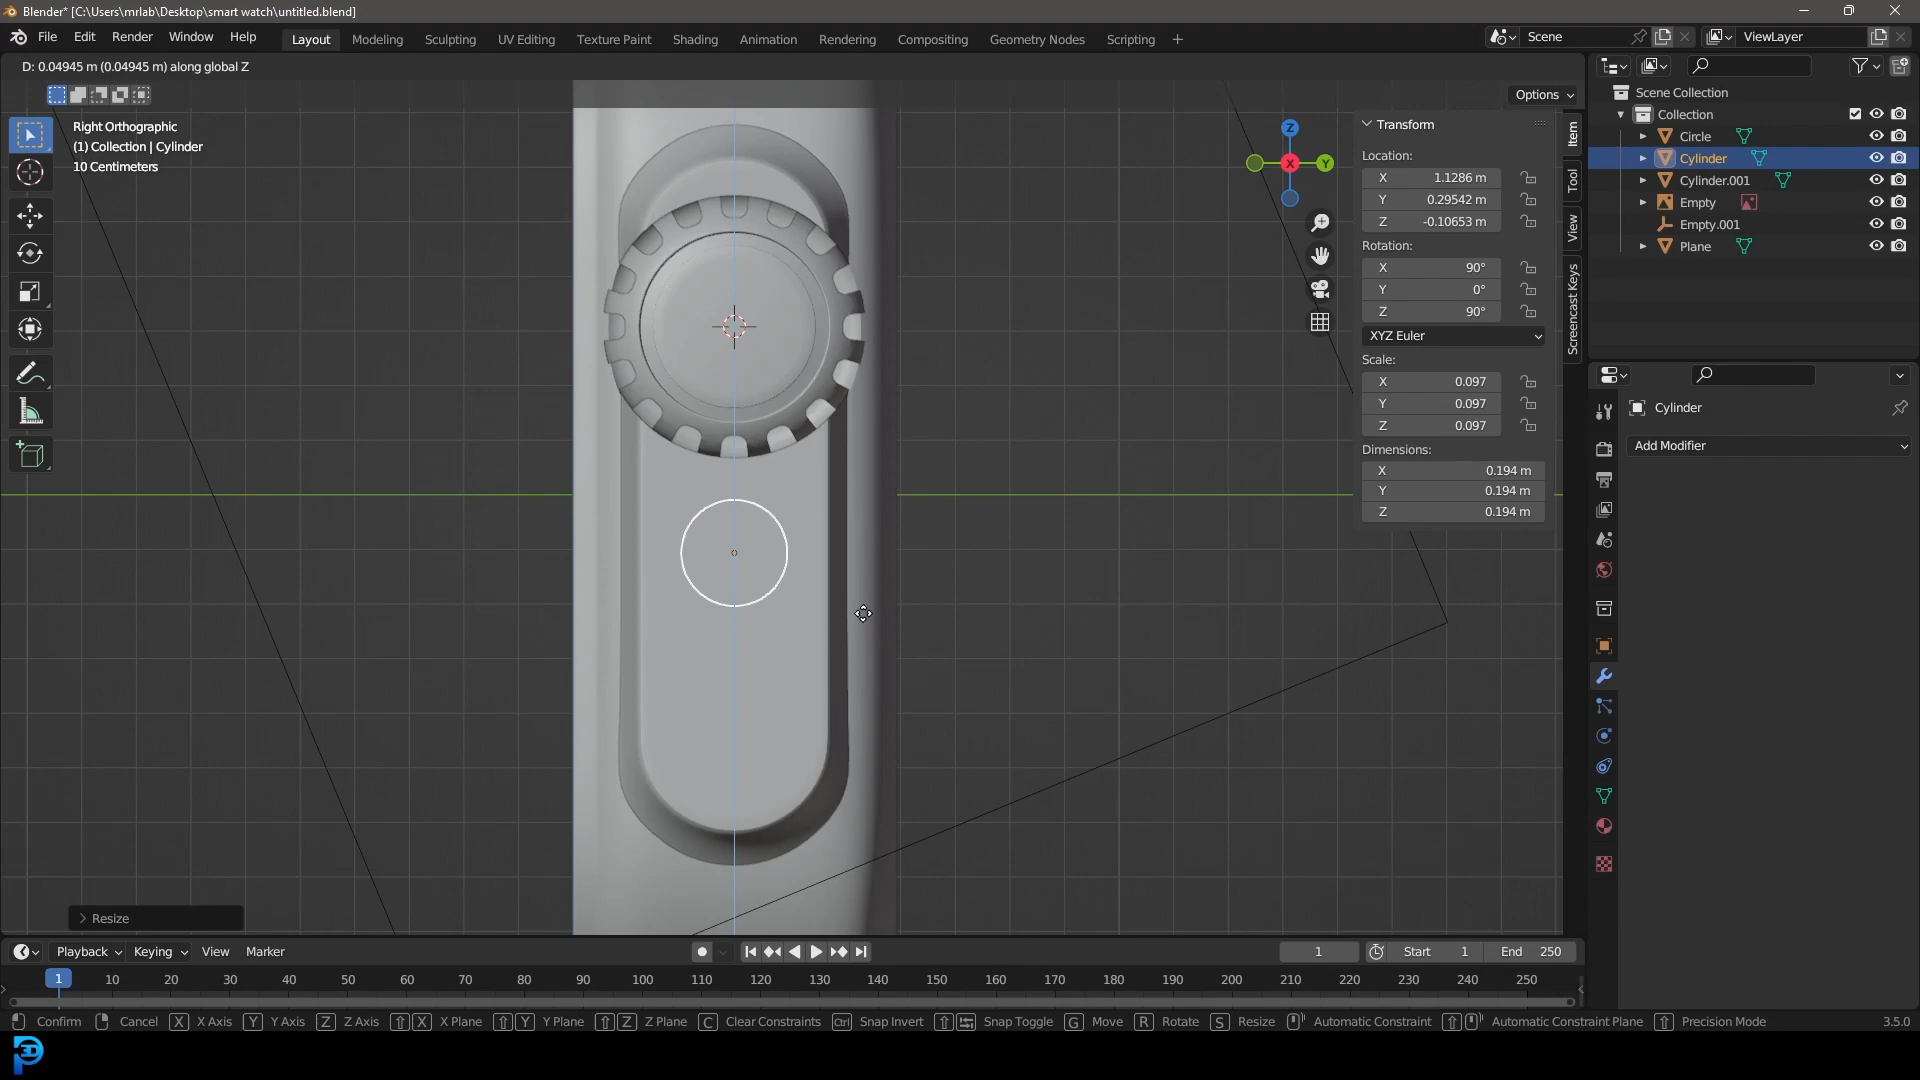 Blender* [C:\Users\mrlab\Desktop\smart watch\untitled.blend]
File Edit Render Window Help Layout Modeling Sculpting UV Editing Texture Paint Shading Animation Rendering Compositing Geometry Nodes Scripting + Scene ViewLayer
D: 0.04945 m (0.04945 m) along global Z
Options
Right Orthographic
(1) Collection | Cylinder
10 Centimeters
Z
X
Y
Transform
Location:
X 1.1286 m
Y 0.29542 m
Z -0.10653 m
Rotation:
X 90°
Y 0°
Z 90°
XYZ Euler
Scale:
X 0.097
Y 0.097
Z 0.097
Dimensions:
X 0.194 m
Y 0.194 m
Z 0.194 m
Item
Tool
View
Screencast Keys
Scene Collection
Collection
Circle
Cylinder
Cylinder.001
Empty
Empty.001
Plane
Cylinder
Add Modifier
Resize
Playback Keying View Marker 1 Start 1 End 250
1 10 20 30 40 50 60 70 80 90 100 110 120 130 140 150 160 170 180 190 200 210 220 230 240 250
Confirm Cancel X X Axis Y Y Axis Z Z Axis X X Plane Y Y Plane Z Z Plane C Clear Constraints Ctrl Snap Invert Snap Toggle G Move R Rotate S Resize Automatic Constraint Automatic Constraint Plane Precision Mode 3.5.0
3D